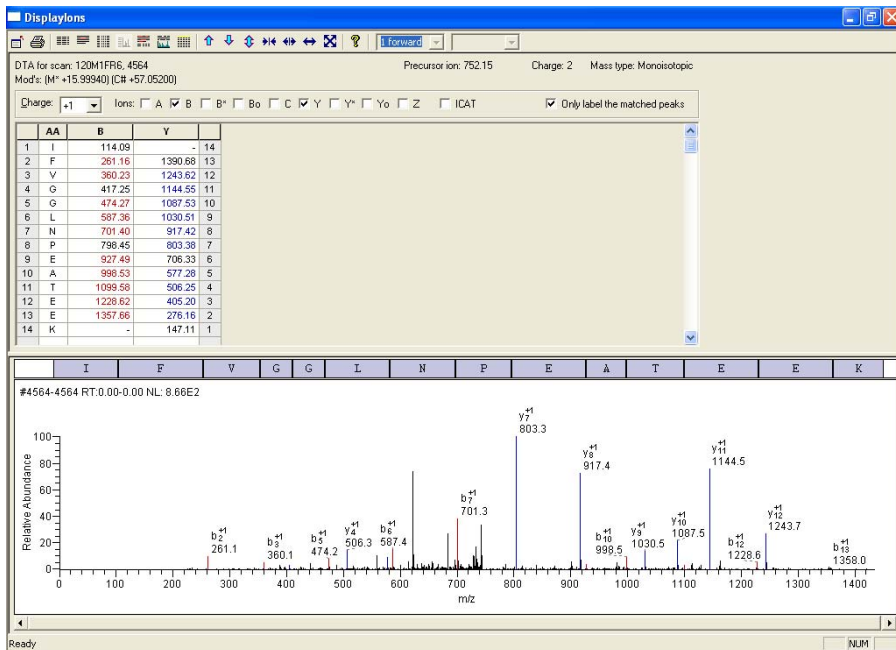 DisplayIons
1 forward
DTA for scan: 120M1FR6, 4564 Precursor ion: 752.15 Charge: 2 Mass type: Monoisotopic
Mod's: (M* +15.99940) (C# +57.05200)
Charge: +1 Ions: A B B* Bo C Y Y* Yo Z ICAT Only label the matched peaks
AA B Y
1 I 114.09 - 14
2 F 261.16 1390.68 13
3 V 360.23 1243.62 12
4 G 417.25 1144.55 11
5 G 474.27 1087.53 10
6 L 587.36 1030.51 9
7 N 701.40 917.42 8
8 P 798.45 803.38 7
9 E 927.49 706.33 6
10 A 998.53 577.28 5
11 T 1099.58 506.25 4
12 E 1228.62 405.20 3
13 E 1357.66 276.16 2
14 K - 147.11 1
I F V G G L N P E A T E E K
#4564-4564 RT:0.00-0.00 NL: 8.66E2
Relative Abundance
100
80
60
40
20
0
b2+1 261.1
b3+1 360.1
b5+1 474.2
y4+1 506.3
b6+1 587.4
b7+1 701.3
y7+1 803.3
y8+1 917.4
b10+1 998.5
y9+1 1030.5
y10+1 1087.5
y11+1 1144.5
b12+1 1228.6
y12+1 1243.7
b13+1 1358.0
0 100 200 300 400 500 600 700 800 900 1000 1100 1200 1300 1400
m/z
Ready NUM